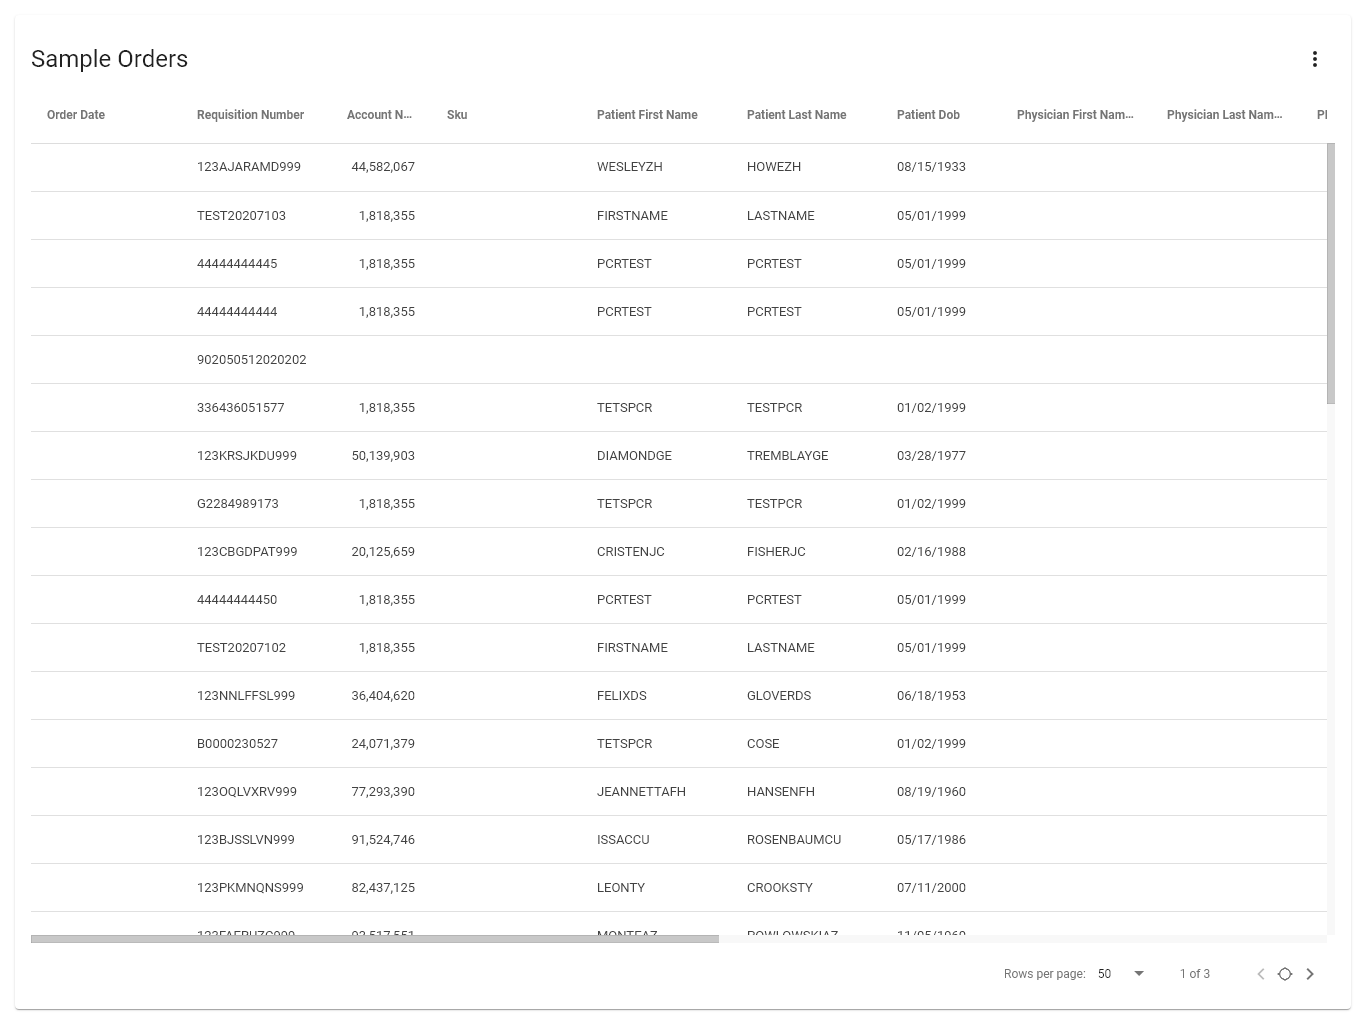 Sample Orders
Order Date Requisition Number Account N... Sku Patient First Name Patient Last Name Patient Dob Physician First Nam... Physician Last Nam...
123AJARAMD999 44,582,067 WESLEYZH HOWEZH 08/15/1933
TEST20207103 1,818,355 FIRSTNAME LASTNAME 05/01/1999
44444444445 1,818,355 PCRTEST PCRTEST 05/01/1999
44444444444 1,818,355 PCRTEST PCRTEST 05/01/1999
902050512020202
336436051577 1,818,355 TETSPCR TESTPCR 01/02/1999
123KRSJKDU999 50,139,903 DIAMONDGE TREMBLAYGE 03/28/1977
G2284989173 1,818,355 TETSPCR TESTPCR 01/02/1999
123CBGDPAT999 20,125,659 CRISTENJC FISHERJC 02/16/1988
44444444450 1,818,355 PCRTEST PCRTEST 05/01/1999
TEST20207102 1,818,355 FIRSTNAME LASTNAME 05/01/1999
123NNLFFSL999 36,404,620 FELIXDS GLOVERDS 06/18/1953
B0000230527 24,071,379 TETSPCR COSE 01/02/1999
123OQLVXRV999 77,293,390 JEANNETTAFH HANSENFH 08/19/1960
123BJSSLVN999 91,524,746 ISSACCU ROSENBAUMCU 05/17/1986
123PKMNQNS999 82,437,125 LEONTY CROOKSTY 07/11/2000
Rows per page: 50 1 of 3